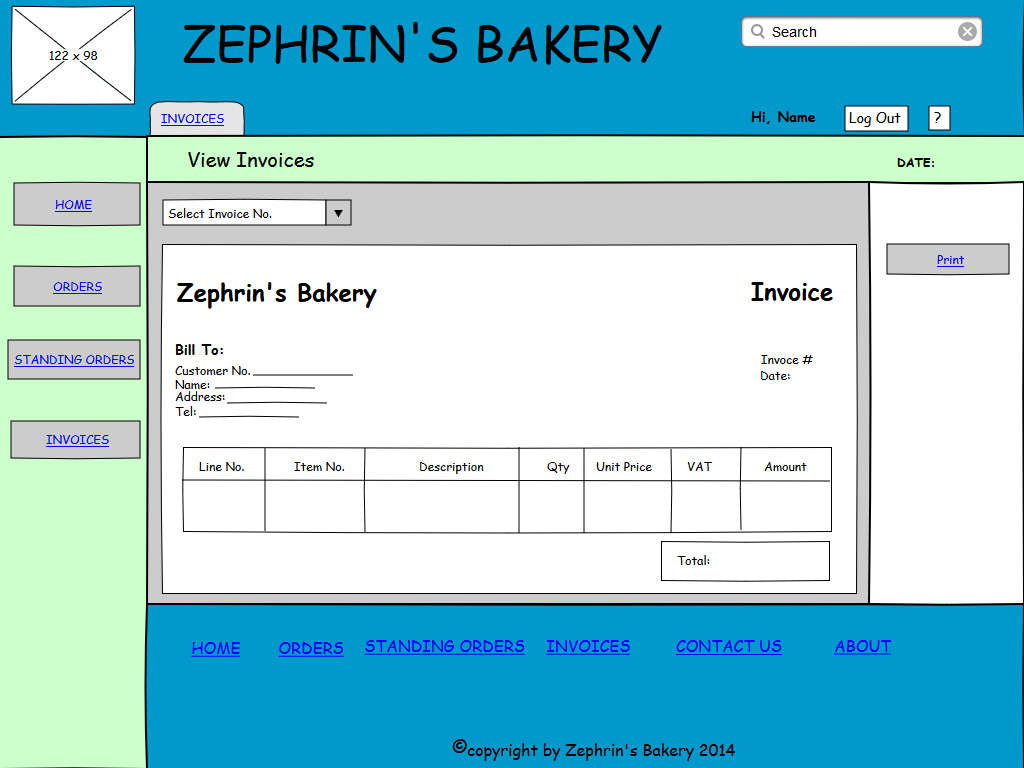 122 x 98
ZEPHRIN'S BAKERY
Search
INVOICES
Hi, Name
Log Out
?
View Invoices
DATE:
HOME
ORDERS
STANDING ORDERS
INVOICES
Select Invoice No.
Print
Zephrin's Bakery
Invoice
Bill To:
Customer No.
Name:
Address:
Tel:
Invoce #
Date:
Line No. Item No. Description Qty Unit Price VAT Amount
Total:
HOME ORDERS STANDING ORDERS INVOICES CONTACT US ABOUT
©copyright by Zephrin's Bakery 2014